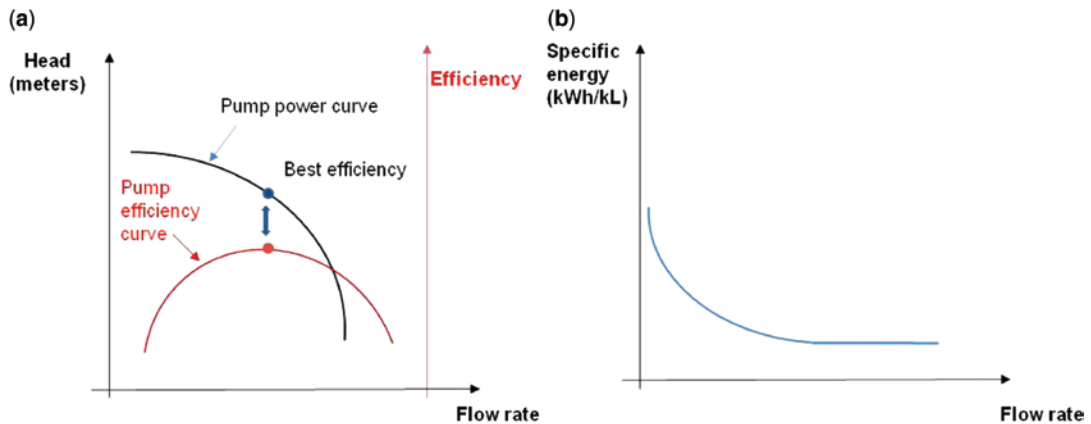 (a)
Head
(meters)
Efficiency
Pump power curve
Best efficiency
Pump
efficiency
curve
Flow rate
(b)
Specific
energy
(kWh/kL)
Flow rate